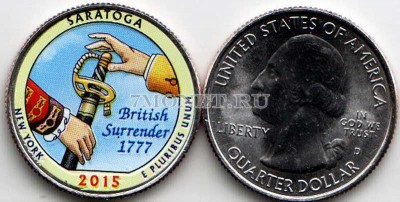 SARATOGA
British
Surrender
1777
NEW YORK
2015
E PLURIBUS UNUM
UNITED STATES OF AMERICA
LIBERTY
IN
GOD WE
TRUST
D
QUARTER DOLLAR
7MONET.RU